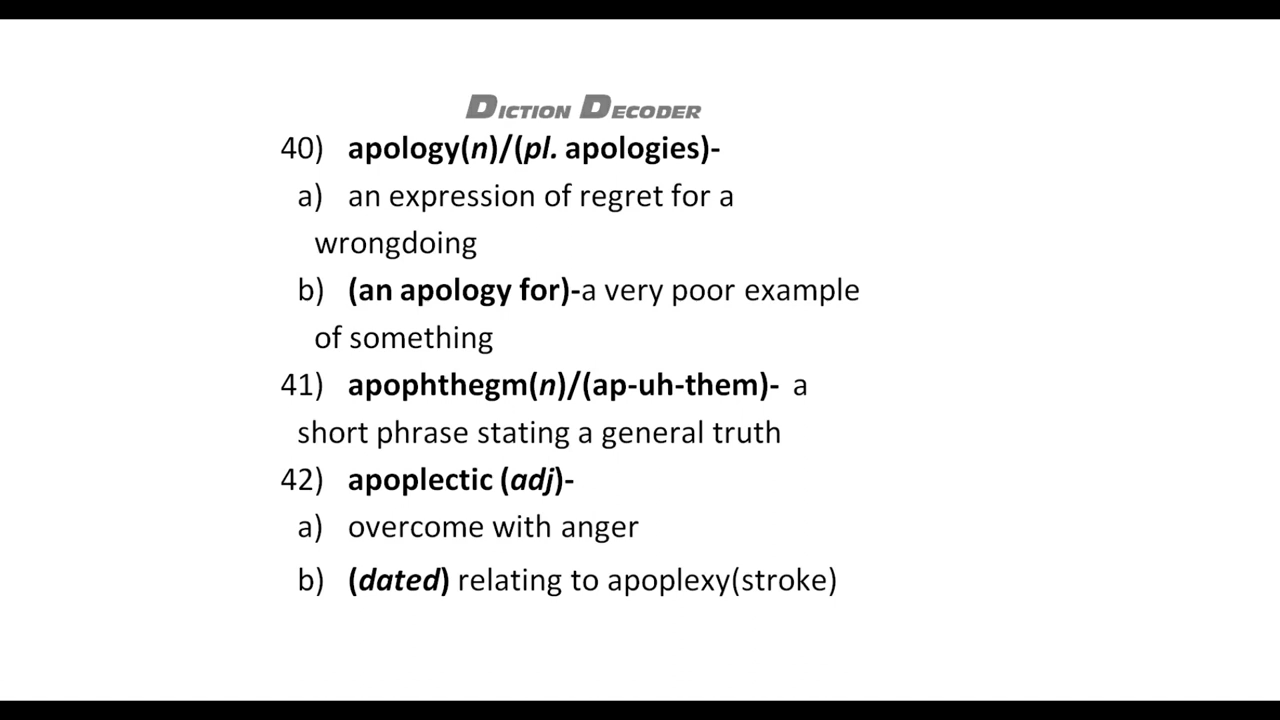 DICTION DECODER
40) apology(n)/(pl. apologies)-
a) an expression of regret for a
wrongdoing
b) (an apology for)-a very poor example
of something
41) apophthegm(n)/(ap-uh-them)- a
short phrase stating a general truth
42) apoplectic (adj)-
a) overcome with anger
b) (dated) relating to apoplexy(stroke)